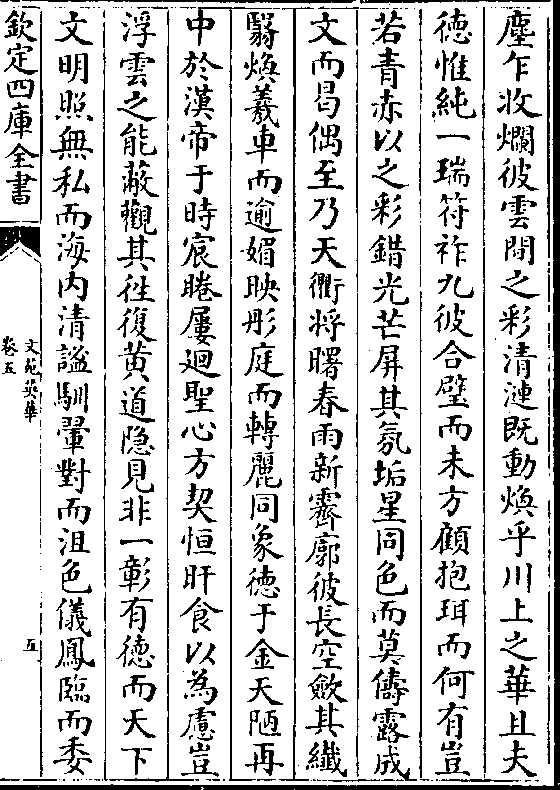 塵乍收爛彼雲間之彩清漣既動煥乎川上之華且夫
德惟純一瑞符祚九彼合璧而未方顧抱珥而何有豈
若青赤以之彩錯光芒屏其氛垢星同色而莫儔露成
文而曷偶至乃天衢将曙春雨新霽廓彼長空斂其纖
翳煥羲車而逾媚映彤庭而轉麗同象德于金天陋再
中於漢帝于時宸睠屢迴聖心方契恒旰食以為慮豈
浮雲之能蔽觀其徃復黄道隐見非一彰有德而天下
文明照無私而海内清謐馴翬對而沮色儀鳳臨而委
欽定四庫全書
文苑英華
卷五
五